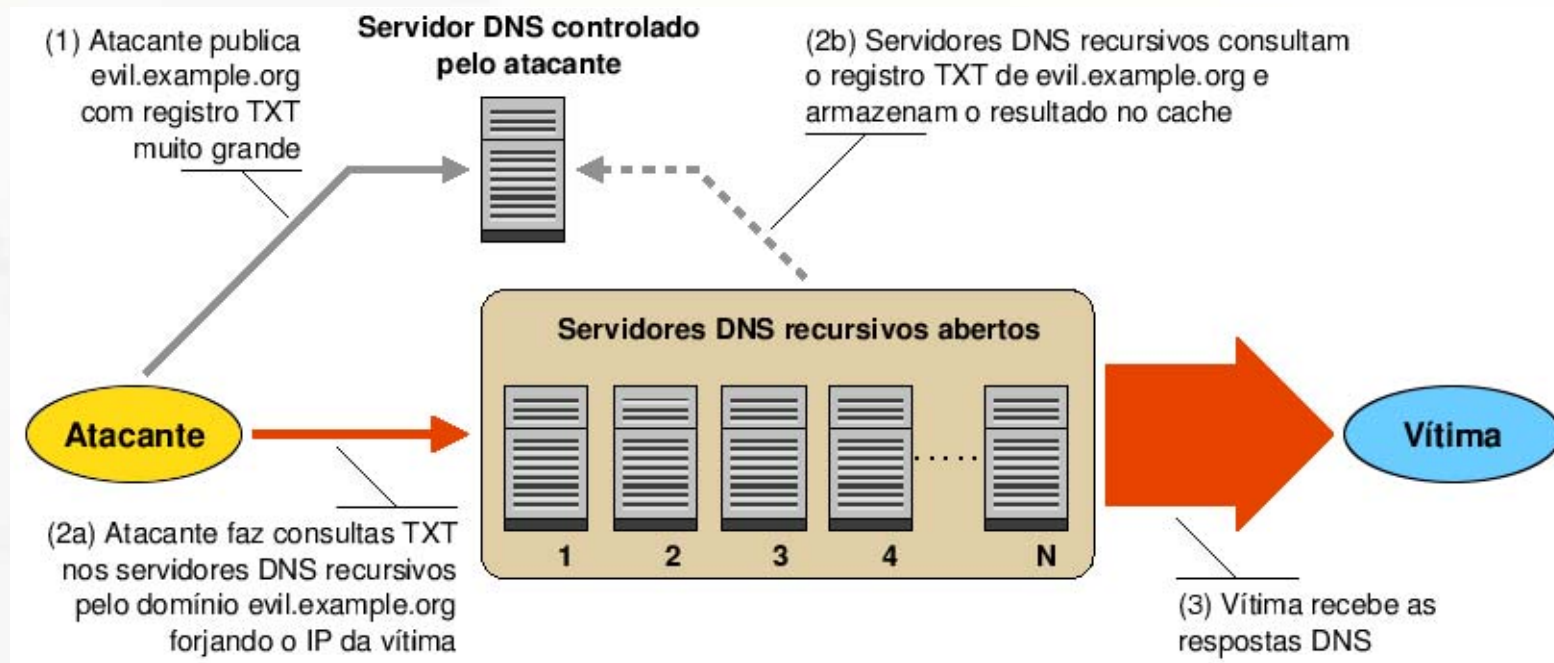 (1) Atacante publica
evil.example.org
com registro TXT
muito grande
Servidor DNS controlado
pelo atacante
(2b) Servidores DNS recursivos consultam
o registro TXT de evil.example.org e
armazenam o resultado no cache
Servidores DNS recursivos abertos
Atacante
Vítima
1 2 3 4 ..... N
(2a) Atacante faz consultas TXT
nos servidores DNS recursivos
pelo domínio evil.example.org
forjando o IP da vítima
(3) Vítima recebe as
respostas DNS